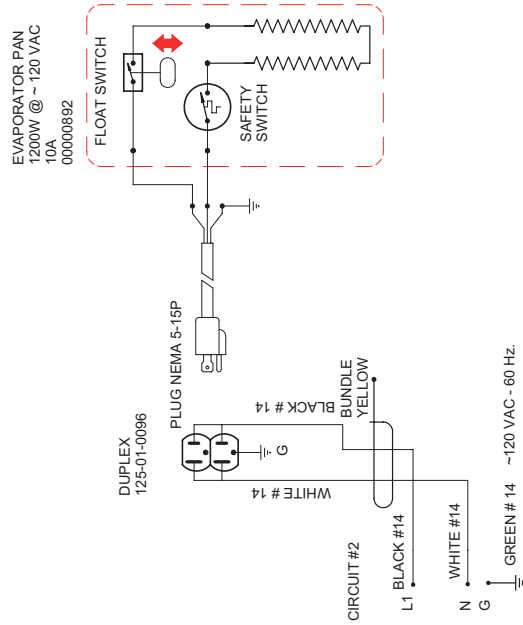 EVAPORATOR PAN
1200W @ ~ 120 VAC
10A
00000892
FLOAT SWITCH
SAFETY
SWITCH
PLUG NEMA 5-15P
DUPLEX
125-01-0096
G
BLACK # 14
WHITE # 14
BUNDLE
YELLOW
CIRCUIT #2
L1
BLACK #14
N
WHITE #14
G
GREEN # 14
~120 VAC - 60 Hz.